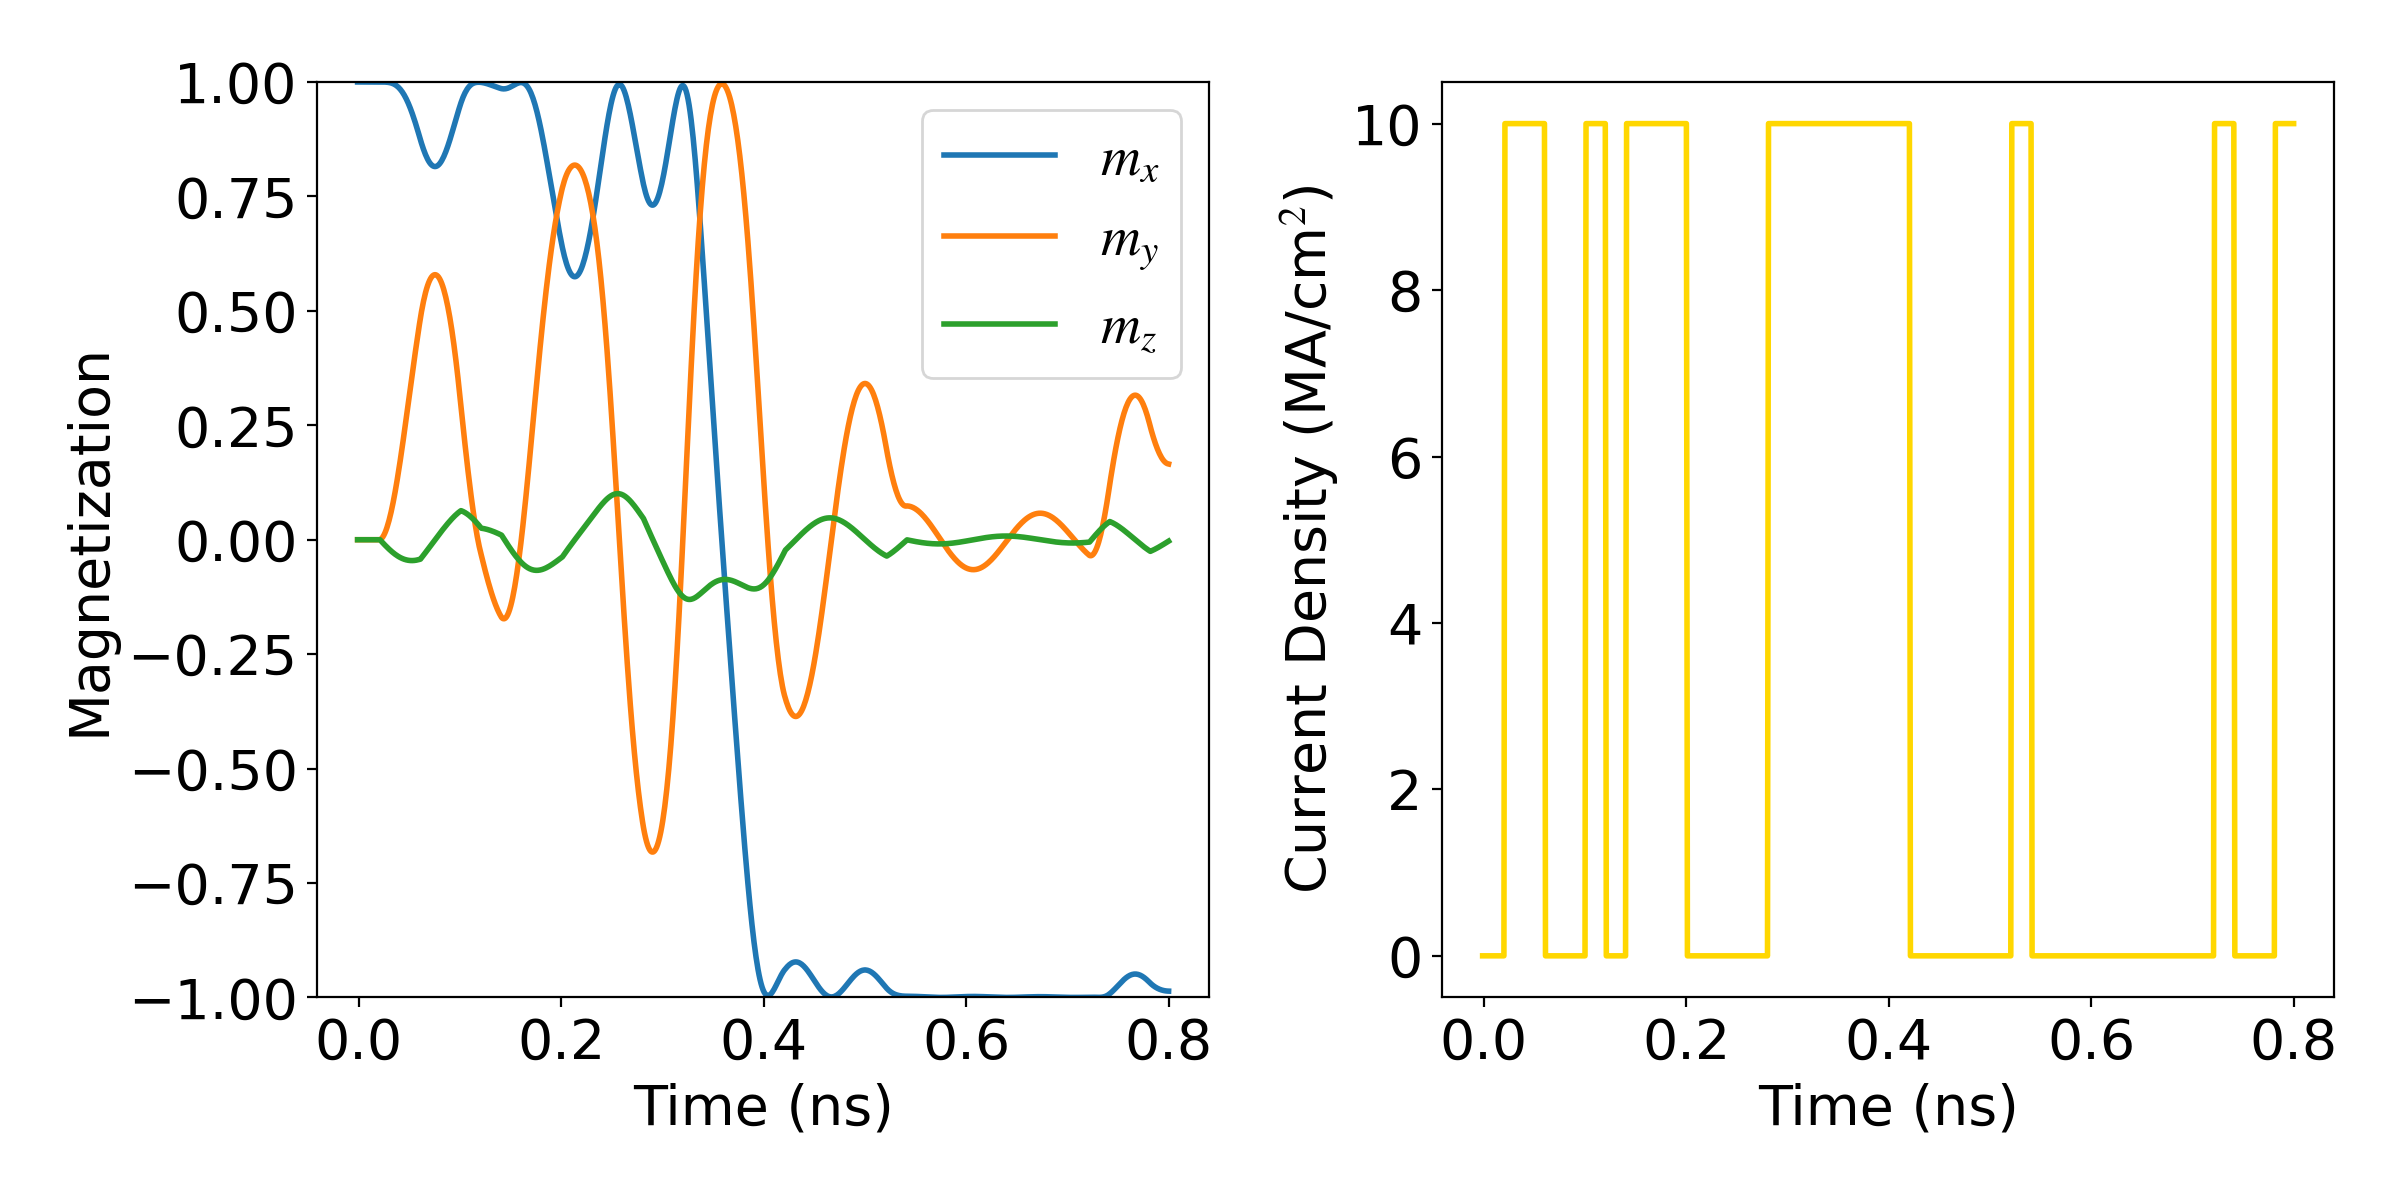 1.00
0.75
0.50
0.25
0.00
−0.25
−0.50
−0.75
−1.00
Magnetization
0.0 0.2 0.4 0.6 0.8
Time (ns)
m_x
m_y
m_z
10
8
6
4
2
0
Current Density (MA/cm²)
0.0 0.2 0.4 0.6 0.8
Time (ns)